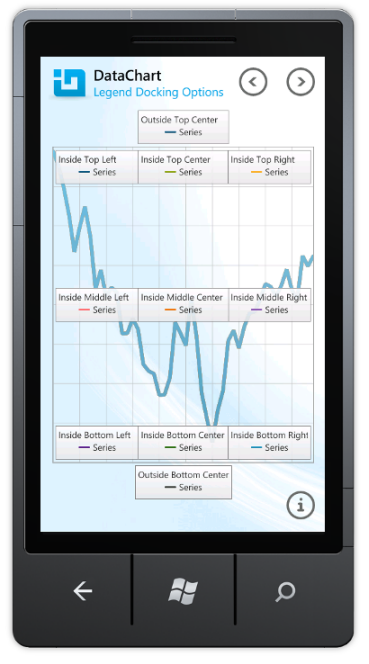 DataChart
Legend Docking Options
Outside Top Center
Series
Inside Top Left
Series
Inside Top Center
Series
Inside Top Right
Series
Inside Middle Left
Series
Inside Middle Center
Series
Inside Middle Right
Series
Inside Bottom Left
Series
Inside Bottom Center
Series
Inside Bottom Right
Series
Outside Bottom Center
Series
i